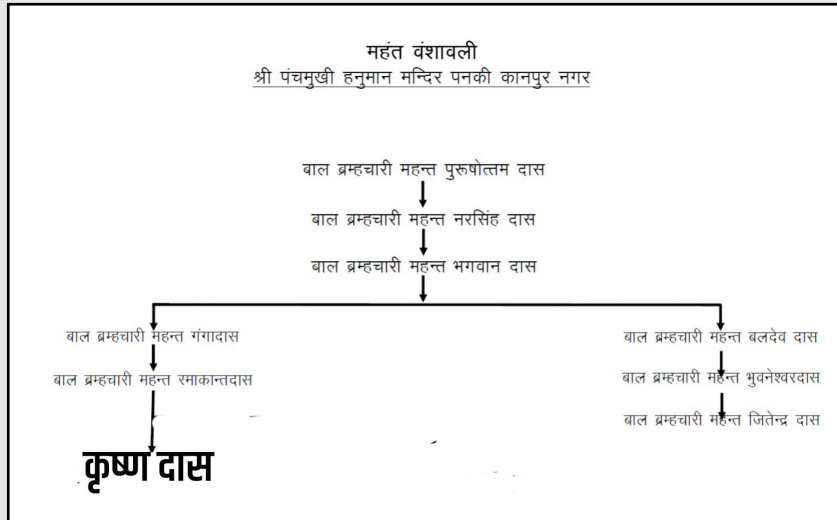 महंत वंशावली
श्री पंचमुखी हनुमान मन्दिर पनकी कानपुर नगर
बाल ब्रम्हचारी महन्त पुरूषोत्तम दास
बाल ब्रम्हचारी महन्त नरसिंह दास
बाल ब्रम्हचारी महन्त भगवान दास
बाल ब्रम्हचारी महन्त गंगादास
बाल ब्रम्हचारी महन्त बलदेव दास
बाल ब्रम्हचारी महन्त रमाकान्तदास
बाल ब्रम्हचारी महन्त भुवनेश्वरदास
बाल ब्रम्हचारी महन्त जितेन्द्र दास
कृष्ण दास